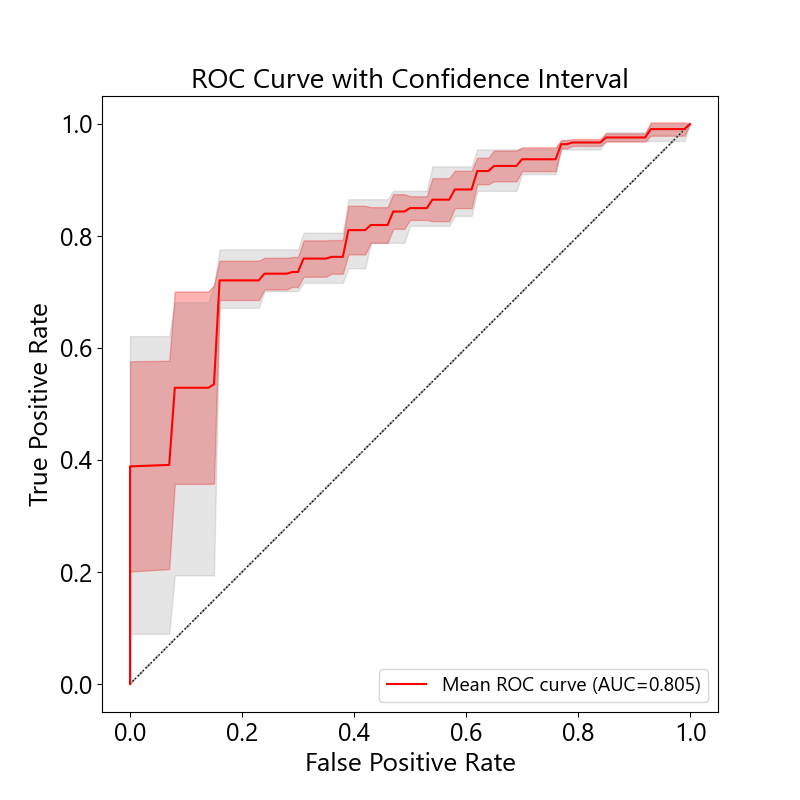 ROC Curve with Confidence Interval
True Positive Rate
1.0
0.8
0.6
0.4
0.2
0.0
Mean ROC curve (AUC=0.805)
0.0 0.2 0.4 0.6 0.8 1.0
False Positive Rate